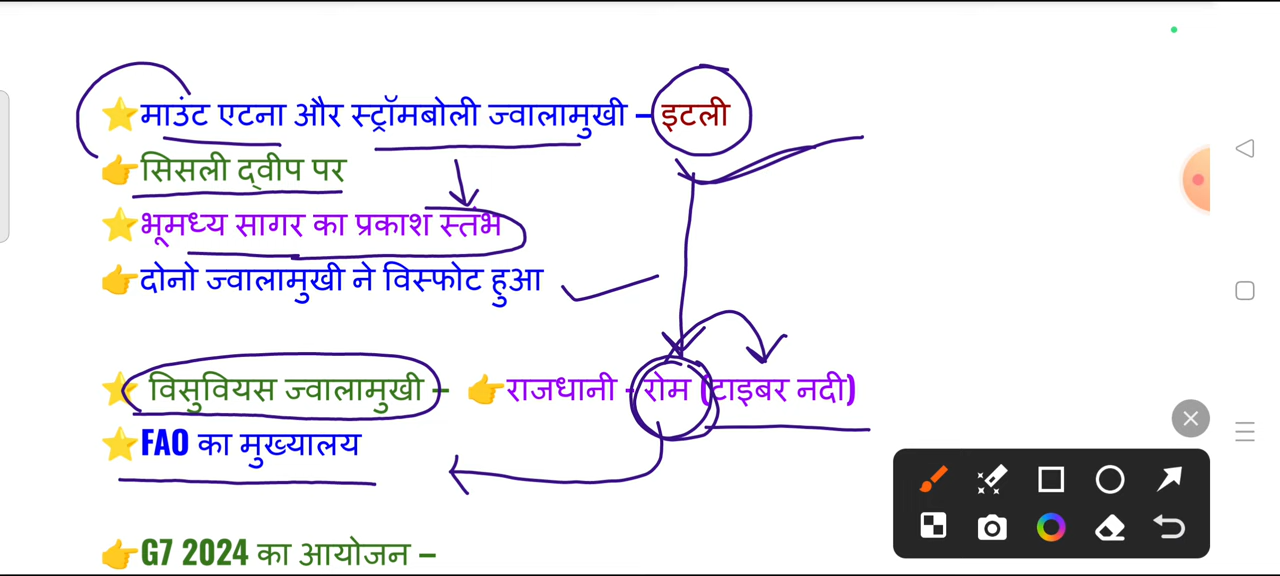 ⭐माउंट एटना और स्ट्रॉमबोली ज्वालामुखी – इटली
👉सिसली द्वीप पर
⭐भूमध्य सागर का प्रकाश स्तंभ
👉दोनो ज्वालामुखी ने विस्फोट हुआ
⭐ विसुवियस ज्वालामुखी – 👉राजधानी - रोम (टाइबर नदी)
⭐FAO का मुख्यालय
👉G7 2024 का आयोजन –